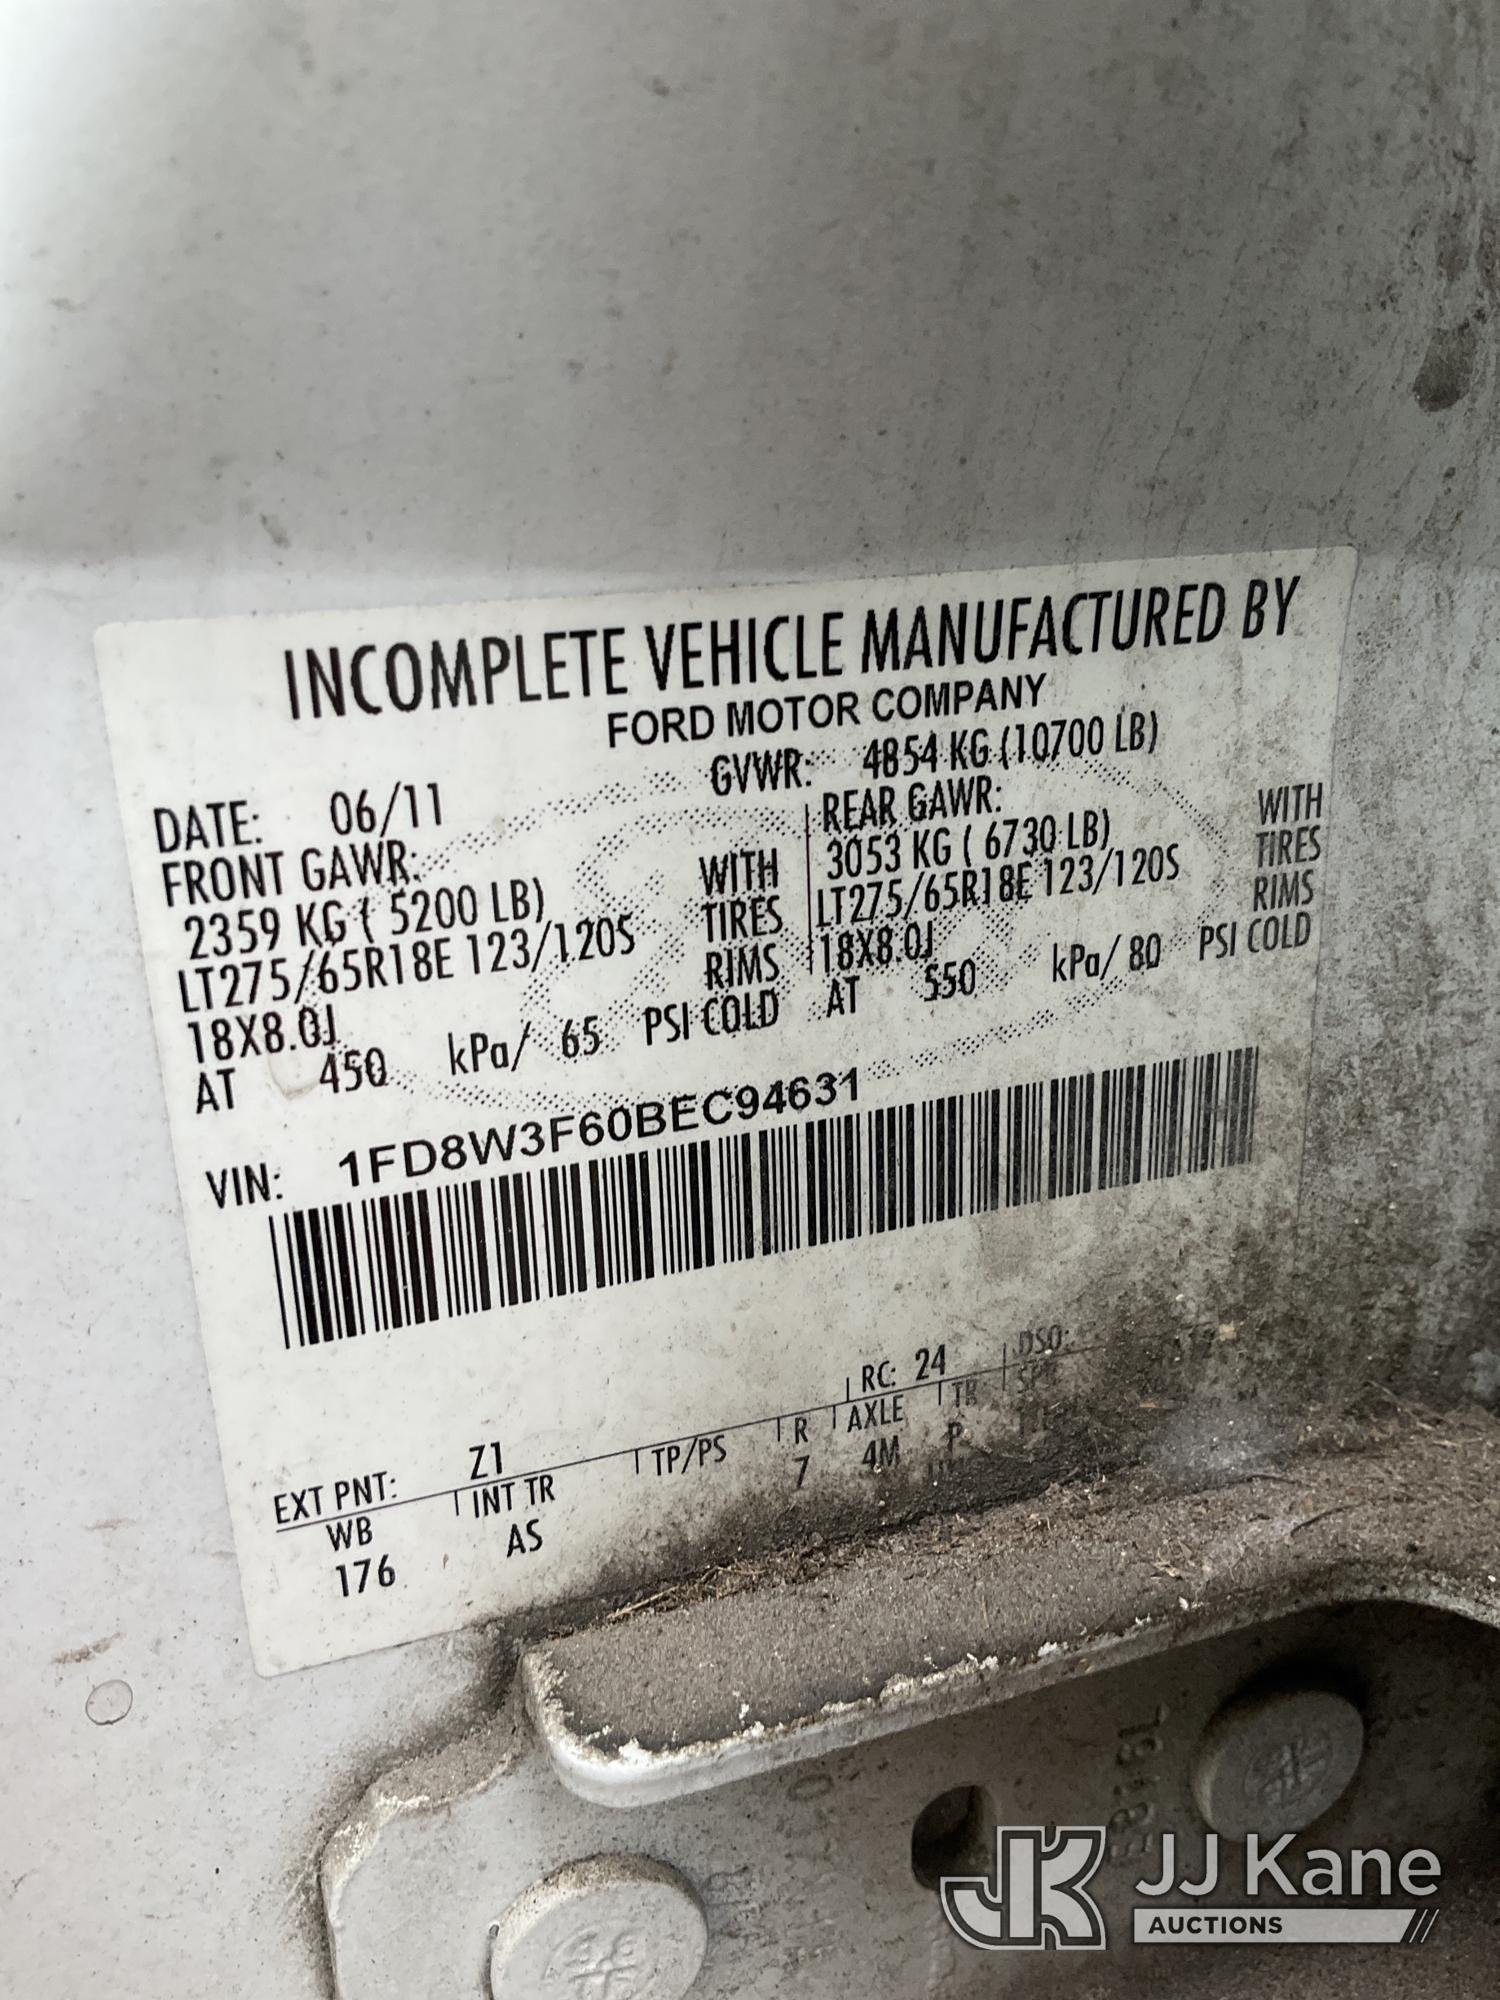 INCOMPLETE VEHICLE MANUFACTURED BY
FORD MOTOR COMPANY
DATE: 06/11 GVWR: 4854 KG (10700 LB)
FRONT GAWR: REAR GAWR:
2359 KG ( 5200 LB) WITH 3053 KG ( 6730 LB) WITH
LT275/65R18E 123/120S TIRES LT275/65R18E 123/120S TIRES
18X8.0J RIMS 18X8.0J RIMS
AT 450 kPa/ 65 PSI COLD AT 550 kPa/ 80 PSI COLD
VIN: 1FD8W3F60BEC94631
EXT PNT: Z1 RC: 24 DSO:
WB INT TR TP/PS R AXLE TR SPR
176 AS 7 4M P
JK JJ Kane
AUCTIONS